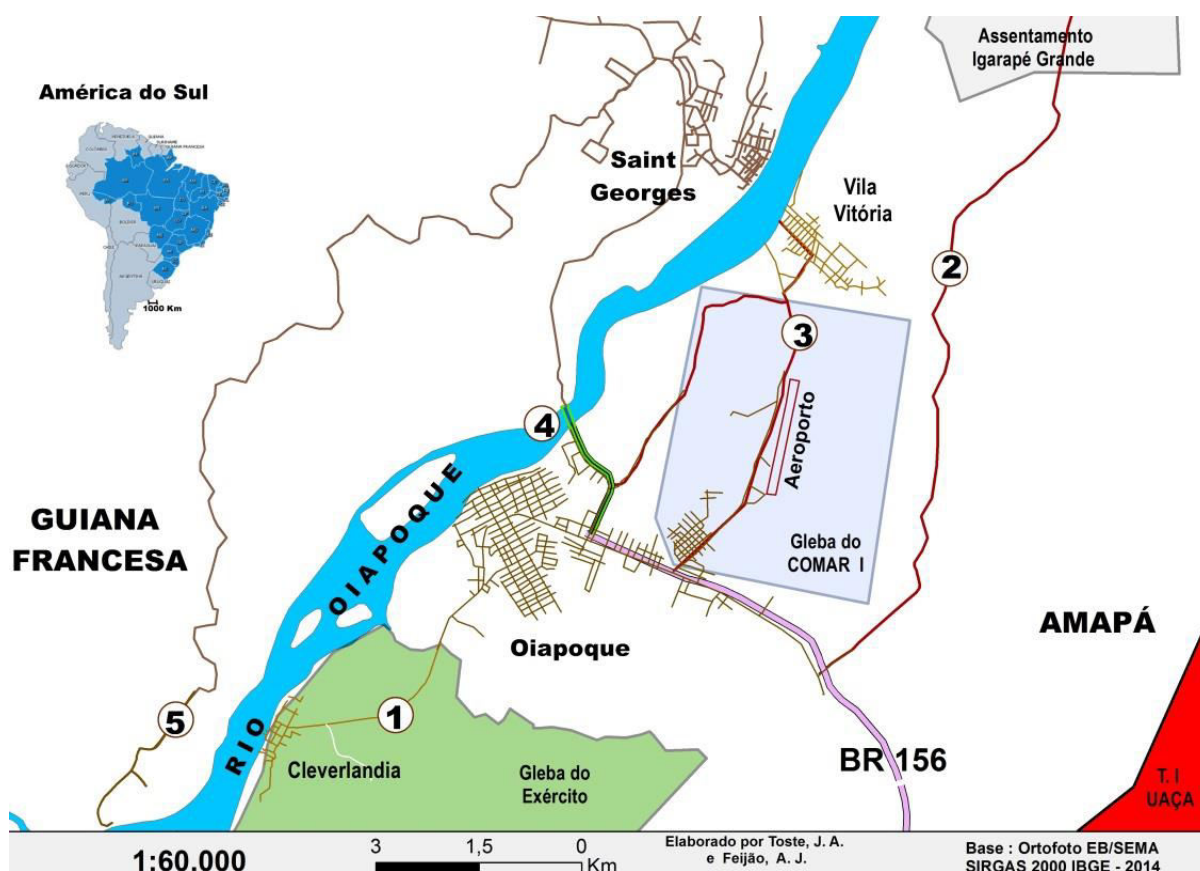 América do Sul
1000 Km
Assentamento
Igarapé Grande
Saint
Georges
Vila
Vitória
2
3
4
Aeroporto
GUIANA
FRANCESA
RIO OIAPOQUE
Gleba do
COMAR I
AMAPÁ
Oiapoque
5
1
Cleverlandia
Gleba do
Exército
BR 156
T. I
UAÇA
1:60.000
3 1,5 0
Km
Elaborado por Toste, J. A.
e Feijão, A. J.
Base : Ortofoto EB/SEMA
SIRGAS 2000 IBGE - 2014